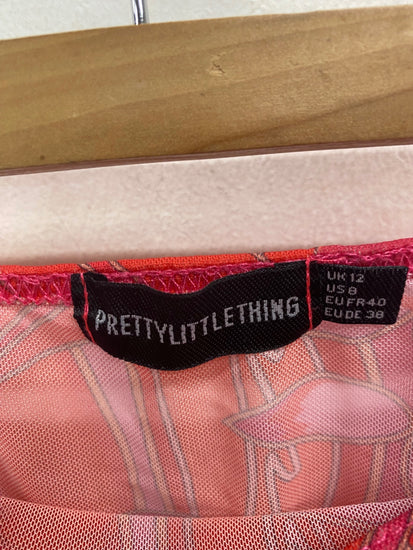 PRETTYLITTLETHING
UK 12
US 8
EU FR 40
EU DE 38